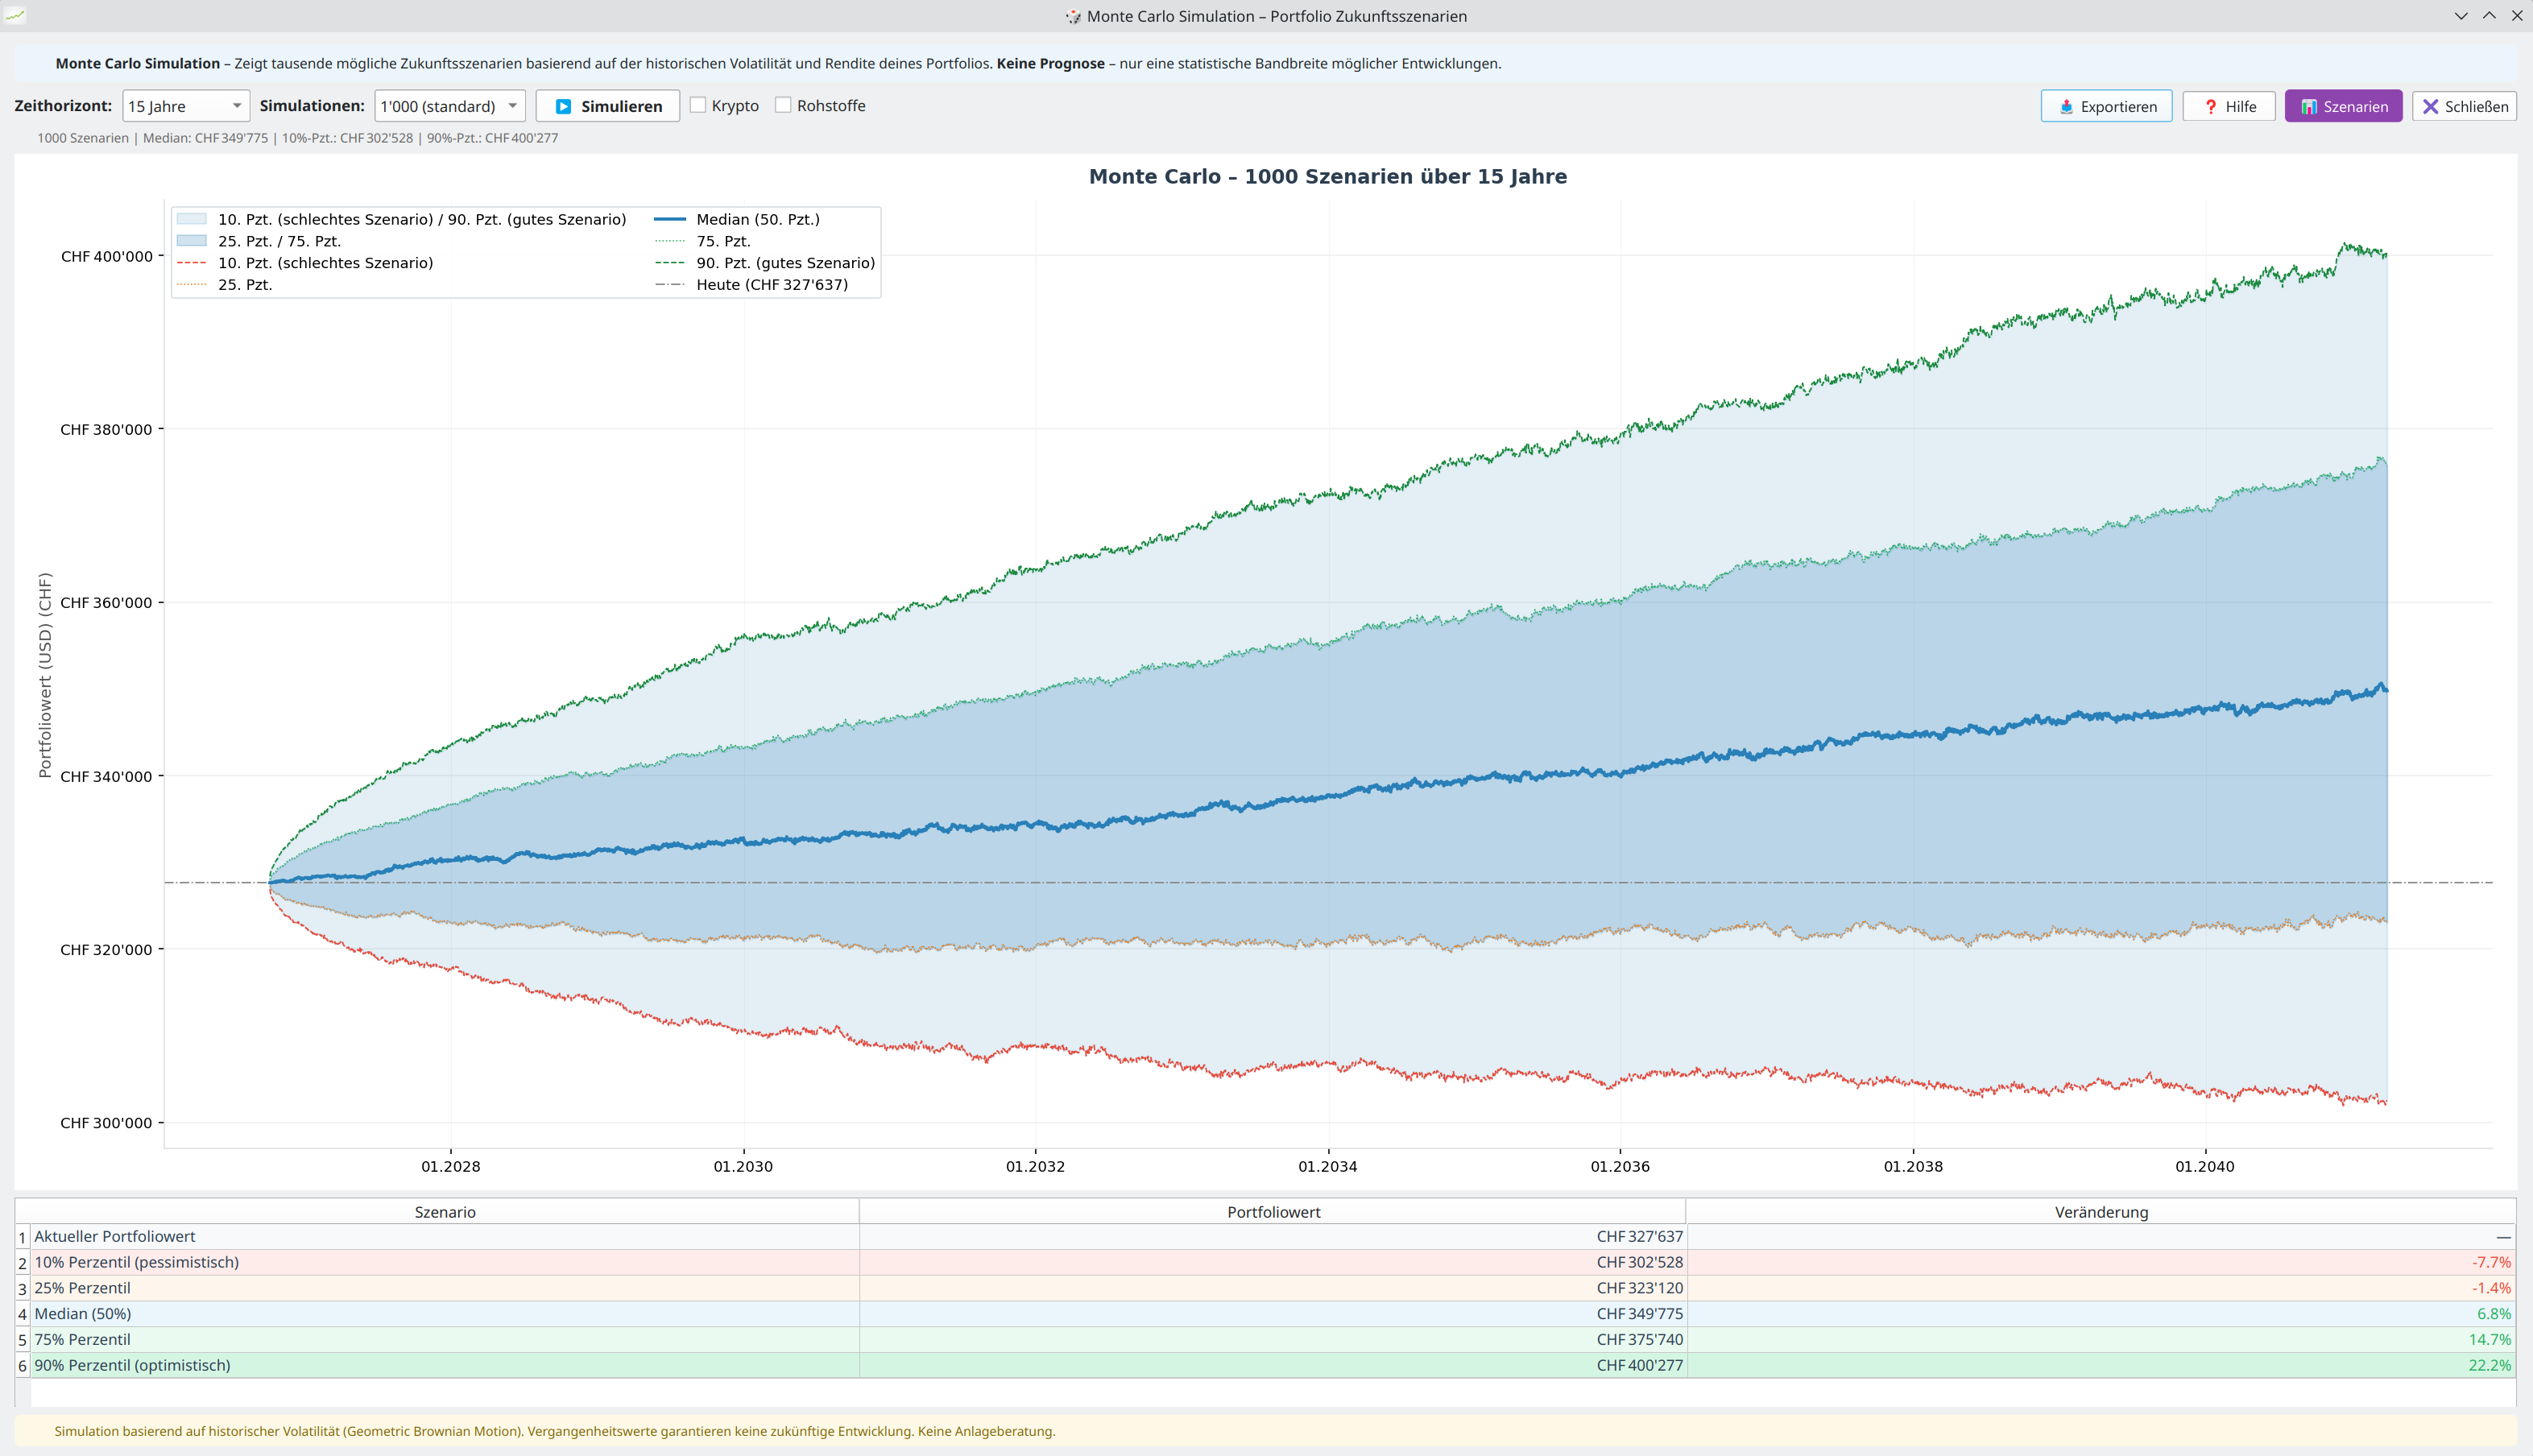 Monte Carlo Simulation – Portfolio Zukunftsszenarien
Monte Carlo Simulation – Zeigt tausende mögliche Zukunftsszenarien basierend auf der historischen Volatilität und Rendite deines Portfolios. Keine Prognose – nur eine statistische Bandbreite möglicher Entwicklungen.
Zeithorizont: 15 Jahre Simulationen: 1'000 (standard) Simulieren Krypto Rohstoffe Exportieren Hilfe Szenarien Schließen
1000 Szenarien | Median: CHF 349'775 | 10%-Pzt.: CHF 302'528 | 90%-Pzt.: CHF 400'277
Monte Carlo – 1000 Szenarien über 15 Jahre
10. Pzt. (schlechtes Szenario) / 90. Pzt. (gutes Szenario)
25. Pzt. / 75. Pzt.
10. Pzt. (schlechtes Szenario)
25. Pzt.
Median (50. Pzt.)
75. Pzt.
90. Pzt. (gutes Szenario)
Heute (CHF 327'637)
Portfoliowert (USD) (CHF)
CHF 400'000
CHF 380'000
CHF 360'000
CHF 340'000
CHF 320'000
CHF 300'000
01.2028 01.2030 01.2032 01.2034 01.2036 01.2038 01.2040
Szenario Portfoliowert Veränderung
1 Aktueller Portfoliowert CHF 327'637 —
2 10% Perzentil (pessimistisch) CHF 302'528 -7.7%
3 25% Perzentil CHF 323'120 -1.4%
4 Median (50%) CHF 349'775 6.8%
5 75% Perzentil CHF 375'740 14.7%
6 90% Perzentil (optimistisch) CHF 400'277 22.2%
Simulation basierend auf historischer Volatilität (Geometric Brownian Motion). Vergangenheitswerte garantieren keine zukünftige Entwicklung. Keine Anlageberatung.